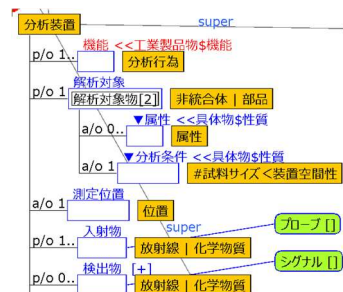 分析装置 super
機能 <<工業製品物$機能
p/o 1.. 分析行為
解析対象
p/o 1 解析対象物[2] 非統合体 | 部品
▼属性 <<具体物$性質
a/o 0.. 属性
▼分析条件 <<具体物$性質
a/o 1 #試料サイズ<装置空間性
測定位置
a/o 1 位置
入射物 super プローブ []
p/o 1.. 放射線 | 化学物質
検出物 [+] シグナル []
p/o 0.. 放射線 | 化学物質